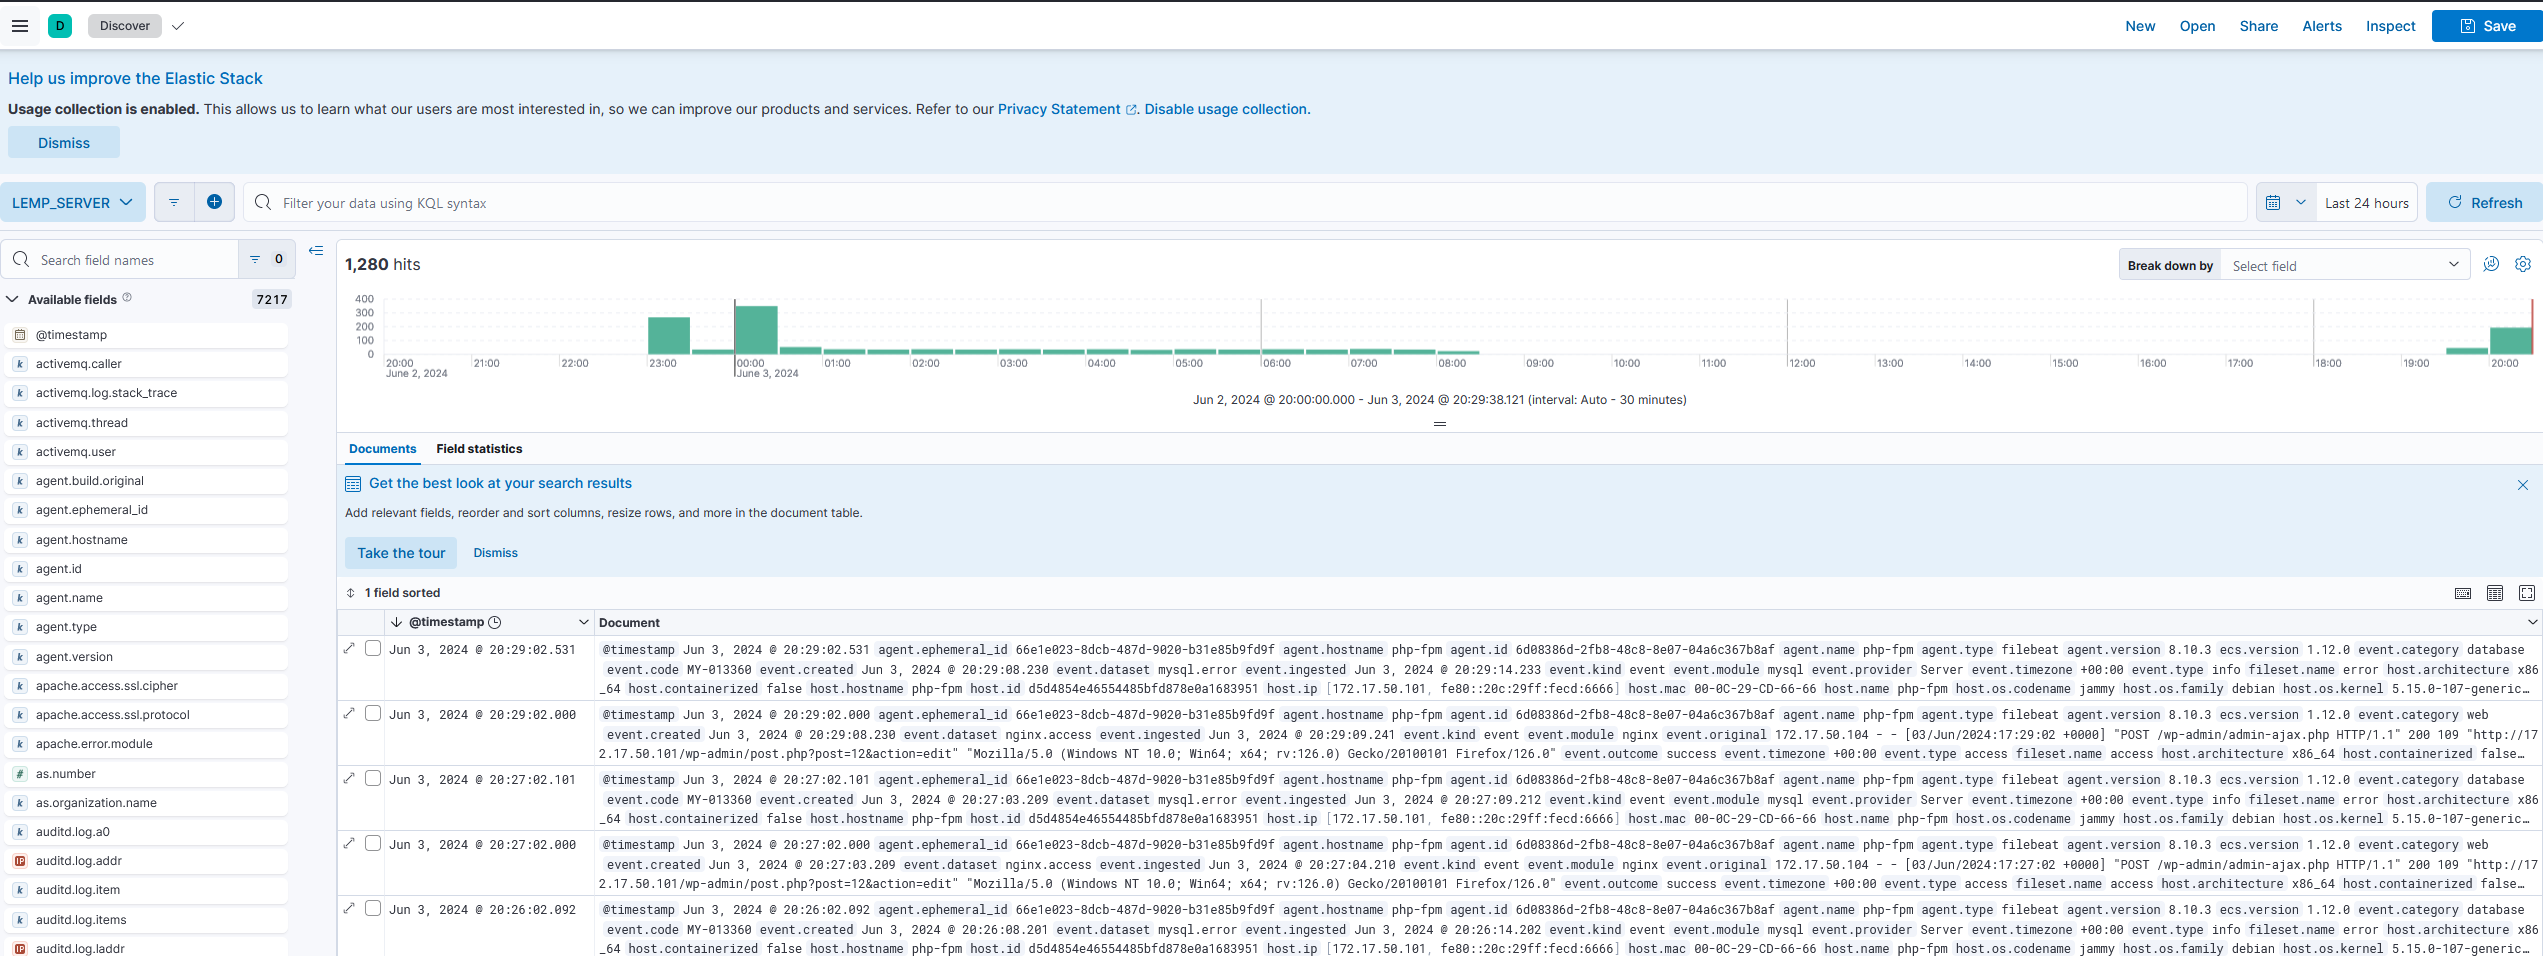 D Discover New Open Share Alerts Inspect Save
Help us improve the Elastic Stack
Usage collection is enabled. This allows us to learn what our users are most interested in, so we can improve our products and services. Refer to our Privacy Statement . Disable usage collection.
Dismiss
LEMP_SERVER Filter your data using KQL syntax Last 24 hours Refresh
Search field names 0
Available fields 7217
@timestamp
k activemq.caller
k activemq.log.stack_trace
k activemq.thread
k activemq.user
k agent.build.original
k agent.ephemeral_id
k agent.hostname
k agent.id
k agent.name
k agent.type
k agent.version
k apache.access.ssl.cipher
k apache.access.ssl.protocol
k apache.error.module
# as.number
k as.organization.name
k auditd.log.a0
IP auditd.log.addr
k auditd.log.item
k auditd.log.items
IP auditd.log.laddr
1,280 hits Break down by Select field
400
300
200
100
0
20:00 21:00 22:00 23:00 00:00 01:00 02:00 03:00 04:00 05:00 06:00 07:00 08:00 09:00 10:00 11:00 12:00 13:00 14:00 15:00 16:00 17:00 18:00 19:00 20:00
June 2, 2024 June 3, 2024
Jun 2, 2024 @ 20:00:00.000 - Jun 3, 2024 @ 20:29:38.121 (interval: Auto - 30 minutes)
Documents Field statistics
Get the best look at your search results
Add relevant fields, reorder and sort columns, resize rows, and more in the document table.
Take the tour Dismiss
1 field sorted
@timestamp Document
Jun 3, 2024 @ 20:29:02.531 @timestamp Jun 3, 2024 @ 20:29:02.531 agent.ephemeral_id 66e1e023-8dcb-487d-9020-b31e85b9fd9f agent.hostname php-fpm agent.id 6d08386d-2fb8-48c8-8e07-04a6c367b8af agent.name php-fpm agent.type filebeat agent.version 8.10.3 ecs.version 1.12.0 event.category database
event.code MY-013360 event.created Jun 3, 2024 @ 20:29:08.230 event.dataset mysql.error event.ingested Jun 3, 2024 @ 20:29:14.233 event.kind event event.module mysql event.provider Server event.timezone +00:00 event.type info fileset.name error host.architecture x86
_64 host.containerized false host.hostname php-fpm host.id d5d4854e46554485bfd878e0a1683951 host.ip [172.17.50.101, fe80::20c:29ff:fecd:6666] host.mac 00-0C-29-CD-66-66 host.name php-fpm host.os.codename jammy host.os.family debian host.os.kernel 5.15.0-107-generic…
Jun 3, 2024 @ 20:29:02.000 @timestamp Jun 3, 2024 @ 20:29:02.000 agent.ephemeral_id 66e1e023-8dcb-487d-9020-b31e85b9fd9f agent.hostname php-fpm agent.id 6d08386d-2fb8-48c8-8e07-04a6c367b8af agent.name php-fpm agent.type filebeat agent.version 8.10.3 ecs.version 1.12.0 event.category web
event.created Jun 3, 2024 @ 20:29:08.230 event.dataset nginx.access event.ingested Jun 3, 2024 @ 20:29:09.241 event.kind event event.module nginx event.original 172.17.50.104 - - [03/Jun/2024:17:29:02 +0000] "POST /wp-admin/admin-ajax.php HTTP/1.1" 200 109 "http://17
2.17.50.101/wp-admin/post.php?post=12&action=edit" "Mozilla/5.0 (Windows NT 10.0; Win64; x64; rv:126.0) Gecko/20100101 Firefox/126.0" event.outcome success event.timezone +00:00 event.type access fileset.name access host.architecture x86_64 host.containerized false…
Jun 3, 2024 @ 20:27:02.101 @timestamp Jun 3, 2024 @ 20:27:02.101 agent.ephemeral_id 66e1e023-8dcb-487d-9020-b31e85b9fd9f agent.hostname php-fpm agent.id 6d08386d-2fb8-48c8-8e07-04a6c367b8af agent.name php-fpm agent.type filebeat agent.version 8.10.3 ecs.version 1.12.0 event.category database
event.code MY-013360 event.created Jun 3, 2024 @ 20:27:03.209 event.dataset mysql.error event.ingested Jun 3, 2024 @ 20:27:09.212 event.kind event event.module mysql event.provider Server event.timezone +00:00 event.type info fileset.name error host.architecture x86
_64 host.containerized false host.hostname php-fpm host.id d5d4854e46554485bfd878e0a1683951 host.ip [172.17.50.101, fe80::20c:29ff:fecd:6666] host.mac 00-0C-29-CD-66-66 host.name php-fpm host.os.codename jammy host.os.family debian host.os.kernel 5.15.0-107-generic…
Jun 3, 2024 @ 20:27:02.000 @timestamp Jun 3, 2024 @ 20:27:02.000 agent.ephemeral_id 66e1e023-8dcb-487d-9020-b31e85b9fd9f agent.hostname php-fpm agent.id 6d08386d-2fb8-48c8-8e07-04a6c367b8af agent.name php-fpm agent.type filebeat agent.version 8.10.3 ecs.version 1.12.0 event.category web
event.created Jun 3, 2024 @ 20:27:03.209 event.dataset nginx.access event.ingested Jun 3, 2024 @ 20:27:04.210 event.kind event event.module nginx event.original 172.17.50.104 - - [03/Jun/2024:17:27:02 +0000] "POST /wp-admin/admin-ajax.php HTTP/1.1" 200 109 "http://17
2.17.50.101/wp-admin/post.php?post=12&action=edit" "Mozilla/5.0 (Windows NT 10.0; Win64; x64; rv:126.0) Gecko/20100101 Firefox/126.0" event.outcome success event.timezone +00:00 event.type access fileset.name access host.architecture x86_64 host.containerized false…
Jun 3, 2024 @ 20:26:02.092 @timestamp Jun 3, 2024 @ 20:26:02.092 agent.ephemeral_id 66e1e023-8dcb-487d-9020-b31e85b9fd9f agent.hostname php-fpm agent.id 6d08386d-2fb8-48c8-8e07-04a6c367b8af agent.name php-fpm agent.type filebeat agent.version 8.10.3 ecs.version 1.12.0 event.category database
event.code MY-013360 event.created Jun 3, 2024 @ 20:26:08.201 event.dataset mysql.error event.ingested Jun 3, 2024 @ 20:26:14.202 event.kind event event.module mysql event.provider Server event.timezone +00:00 event.type info fileset.name error host.architecture x86
_64 host.containerized false host.hostname php-fpm host.id d5d4854e46554485bfd878e0a1683951 host.ip [172.17.50.101, fe80::20c:29ff:fecd:6666] host.mac 00-0C-29-CD-66-66 host.name php-fpm host.os.codename jammy host.os.family debian host.os.kernel 5.15.0-107-generic…